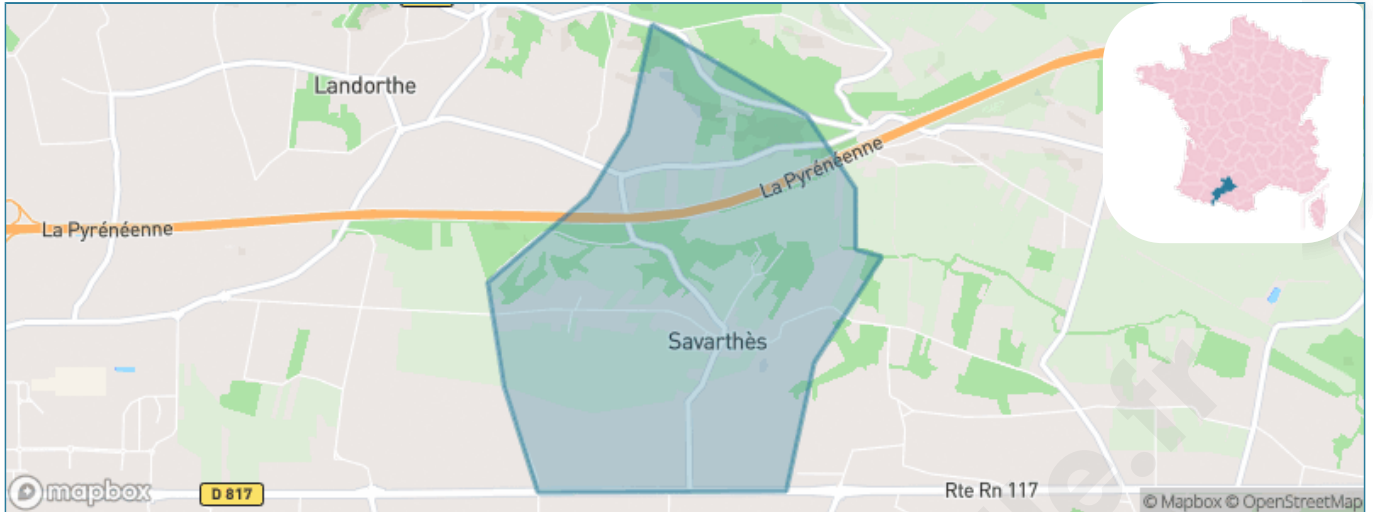 Landorthe
La Pyrénéenne
La Pyrénéenne
Savarthès
mapbox
D 817
Rte Rn 117
© Mapbox © OpenStreetMap